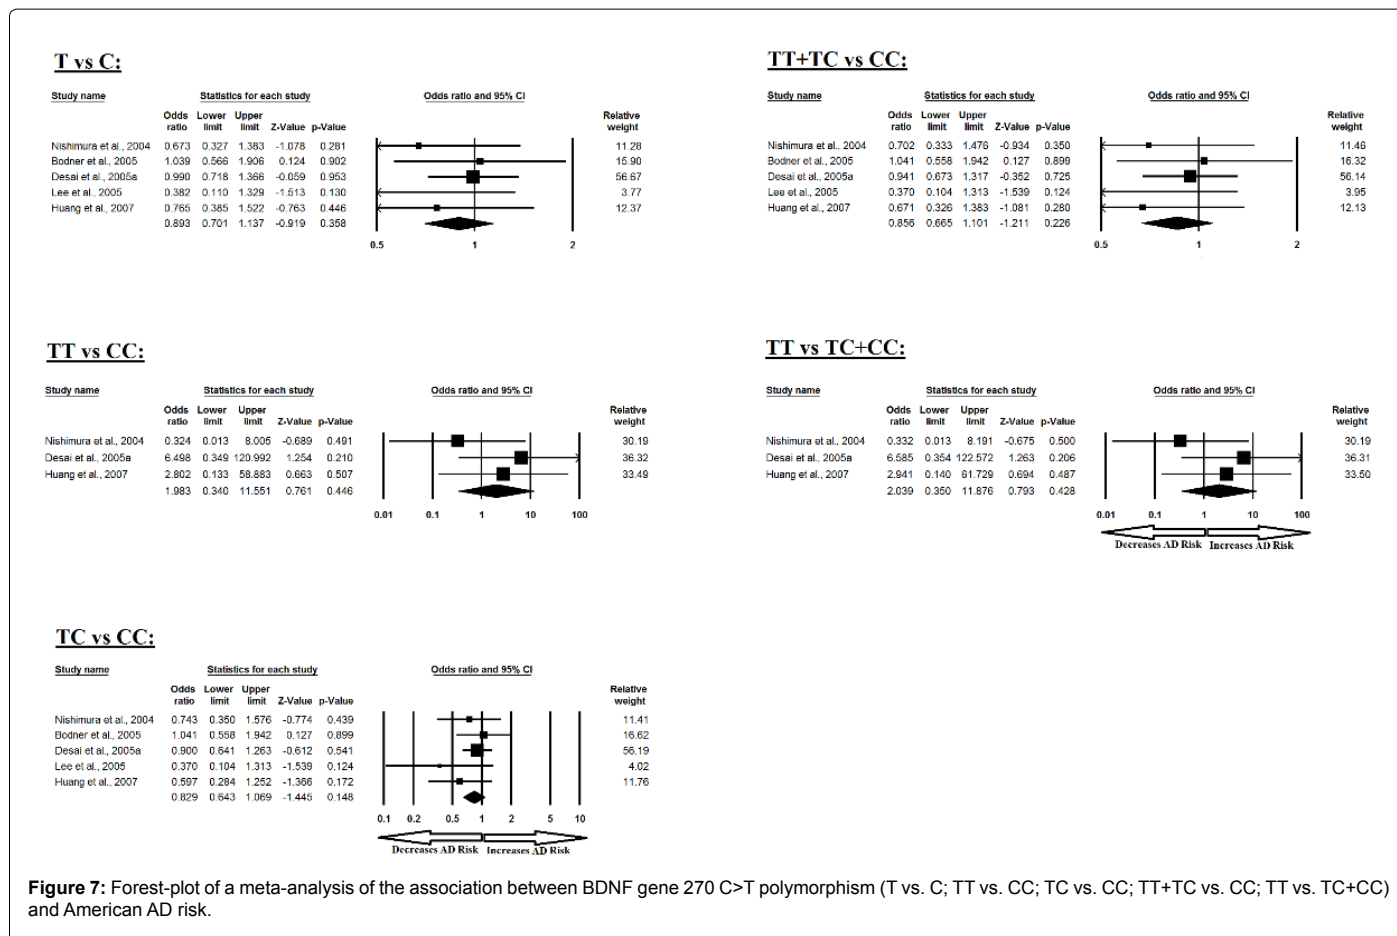 T vs C:
Study name Statistics for each study Odds ratio and 95% CI
Odds Lower Upper Relative
ratio limit limit Z-Value p-Value weight
Nishimura et al., 2004 0.673 0.327 1.383 -1.078 0.281 11.28
Bodner et al., 2005 1.039 0.566 1.906 0.124 0.902 15.90
Desai et al., 2005a 0.990 0.718 1.366 -0.059 0.953 56.67
Lee et al., 2005 0.382 0.110 1.329 -1.513 0.130 3.77
Huang et al., 2007 0.765 0.385 1.522 -0.763 0.446 12.37
0.893 0.701 1.137 -0.919 0.358
0.5 1 2
TT+TC vs CC:
Study name Statistics for each study Odds ratio and 95% CI
Odds Lower Upper Relative
ratio limit limit Z-Value p-Value weight
Nishimura et al., 2004 0.702 0.333 1.476 -0.934 0.350 11.46
Bodner et al., 2005 1.041 0.558 1.942 0.127 0.899 16.32
Desai et al., 2005a 0.941 0.673 1.317 -0.352 0.725 56.14
Lee et al., 2005 0.370 0.104 1.313 -1.539 0.124 3.95
Huang et al., 2007 0.671 0.326 1.383 -1.081 0.280 12.13
0.856 0.665 1.101 -1.211 0.226
0.5 1 2
TT vs CC:
Study name Statistics for each study Odds ratio and 95% CI
Odds Lower Upper Relative
ratio limit limit Z-Value p-Value weight
Nishimura et al., 2004 0.324 0.013 8.005 -0.689 0.491 30.19
Desai et al., 2005a 6.498 0.349 120.992 1.254 0.210 36.32
Huang et al., 2007 2.802 0.133 58.883 0.663 0.507 33.49
1.983 0.340 11.551 0.761 0.446
0.01 0.1 1 10 100
TT vs TC+CC:
Study name Statistics for each study Odds ratio and 95% CI
Odds Lower Upper Relative
ratio limit limit Z-Value p-Value weight
Nishimura et al., 2004 0.332 0.013 8.191 -0.675 0.500 30.19
Desai et al., 2005a 6.585 0.354 122.572 1.263 0.206 36.31
Huang et al., 2007 2.941 0.140 61.729 0.694 0.487 33.50
2.039 0.350 11.876 0.793 0.428
0.01 0.1 1 10 100
Decreases AD Risk Increases AD Risk
TC vs CC:
Study name Statistics for each study Odds ratio and 95% CI
Odds Lower Upper Relative
ratio limit limit Z-Value p-Value weight
Nishimura et al., 2004 0.743 0.350 1.576 -0.774 0.439 11.41
Bodner et al., 2005 1.041 0.558 1.942 0.127 0.899 16.62
Desai et al., 2005a 0.900 0.641 1.263 -0.612 0.541 56.19
Lee et al., 2005 0.370 0.104 1.313 -1.539 0.124 4.02
Huang et al., 2007 0.597 0.284 1.252 -1.366 0.172 11.76
0.829 0.643 1.069 -1.445 0.148
0.1 0.2 0.5 1 2 5 10
Decreases AD Risk Increases AD Risk
Figure 7: Forest-plot of a meta C-analysis of the association between BDNF gene 270 C>T polymorphism (T vs. C; TT vs. CC; TC vs. CC; TT+TC vs. CC; TT vs. TC+CC)
and American AD risk.